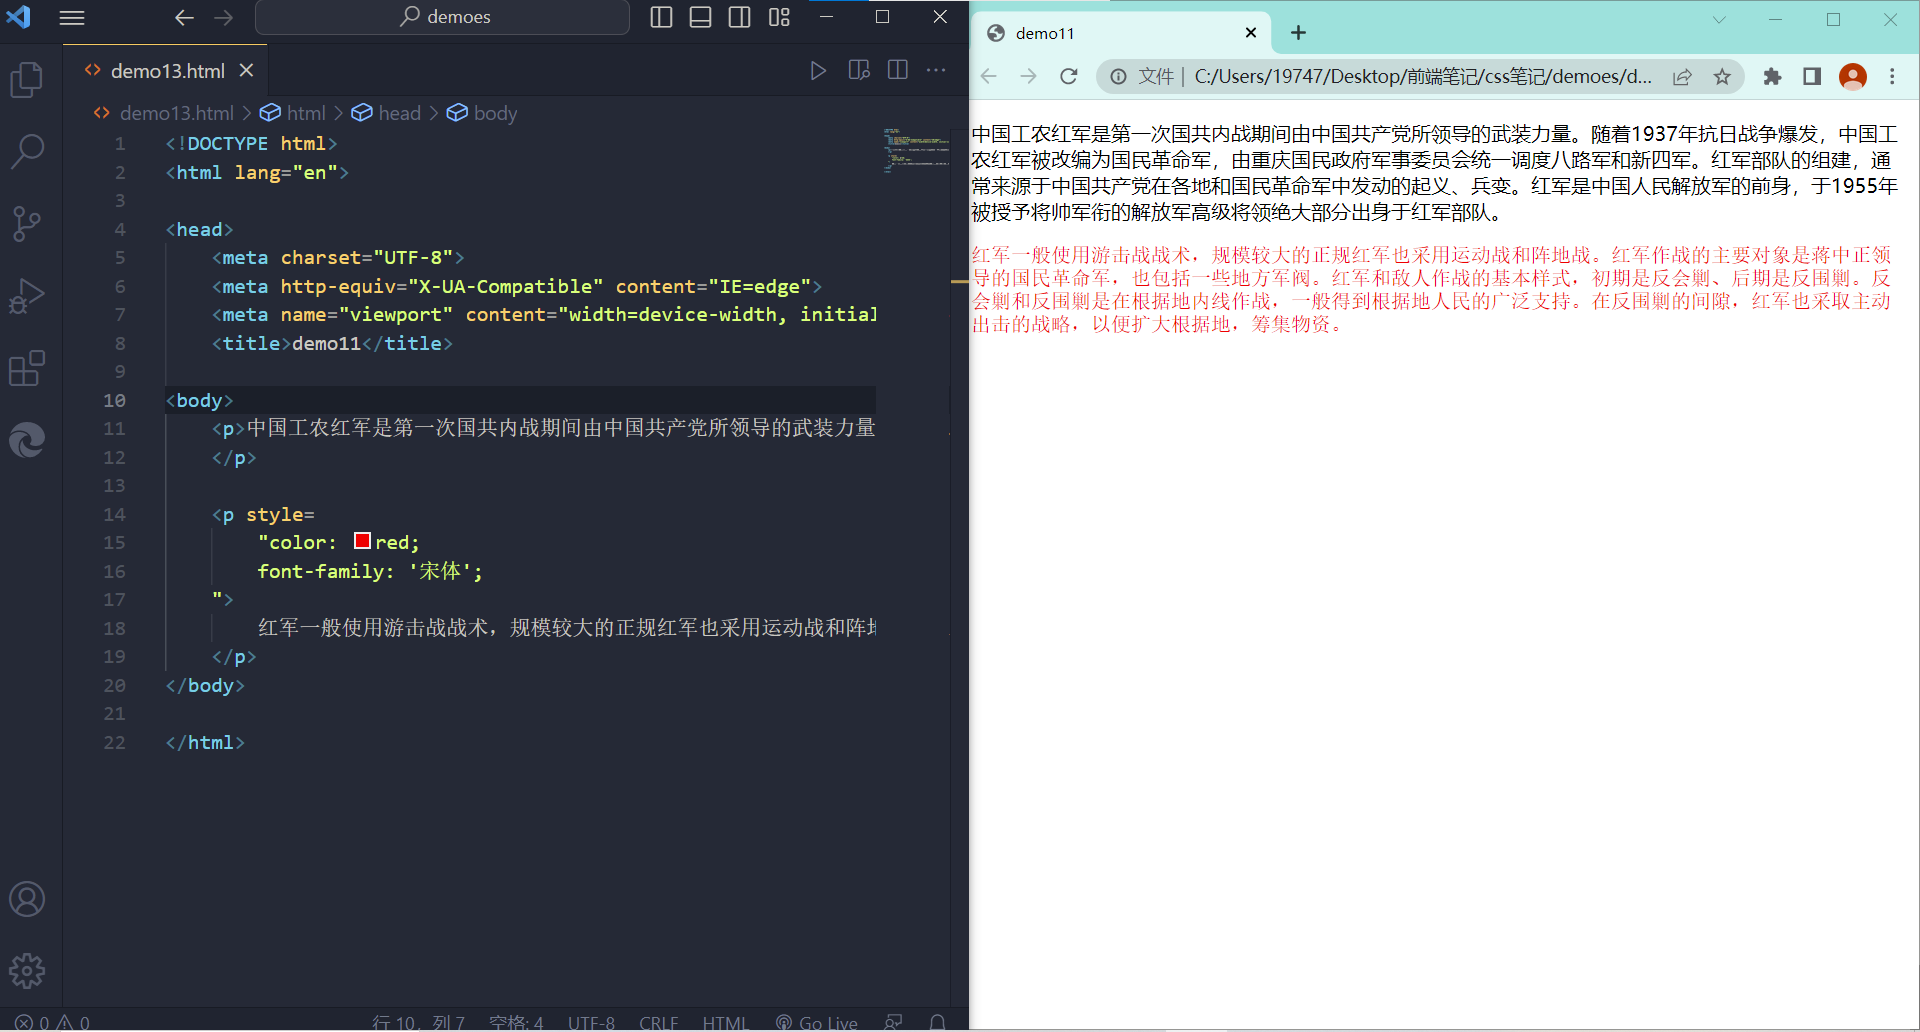 demoes
demo13.html
demo13.html > html > head > body
1 <!DOCTYPE html>
2 <html lang="en">
3
4 <head>
5 <meta charset="UTF-8">
6 <meta http-equiv="X-UA-Compatible" content="IE=edge">
7 <meta name="viewport" content="width=device-width, initial
8 <title>demo11</title>
9
10 <body>
11 <p>中国工农红军是第一次国共内战期间由中国共产党所领导的武装力量
12 </p>
13
14 <p style=
15 "color: red;
16 font-family: '宋体';
17 ">
18 红军一般使用游击战战术，规模较大的正规红军也采用运动战和阵地
19 </p>
20 </body>
21
22 </html>
0 0 行 10，列 7 空格: 4 UTF-8 CRLF HTML Go Live
demo11
文件 | C:/Users/19747/Desktop/前端笔记/css笔记/demoes/d...
中国工农红军是第一次国共内战期间由中国共产党所领导的武装力量。随着1937年抗日战争爆发，中国工
农红军被改编为国民革命军，由重庆国民政府军事委员会统一调度八路军和新四军。红军部队的组建，通
常来源于中国共产党在各地和国民革命军中发动的起义、兵变。红军是中国人民解放军的前身，于1955年
被授予将帅军衔的解放军高级将领绝大部分出身于红军部队。
红军一般使用游击战战术，规模较大的正规红军也采用运动战和阵地战。红军作战的主要对象是蒋中正领
导的国民革命军，也包括一些地方军阀。红军和敌人作战的基本样式，初期是反会剿、后期是反围剿。反
会剿和反围剿是在根据地内线作战，一般得到根据地人民的广泛支持。在反围剿的间隙，红军也采取主动
出击的战略，以便扩大根据地，筹集物资。